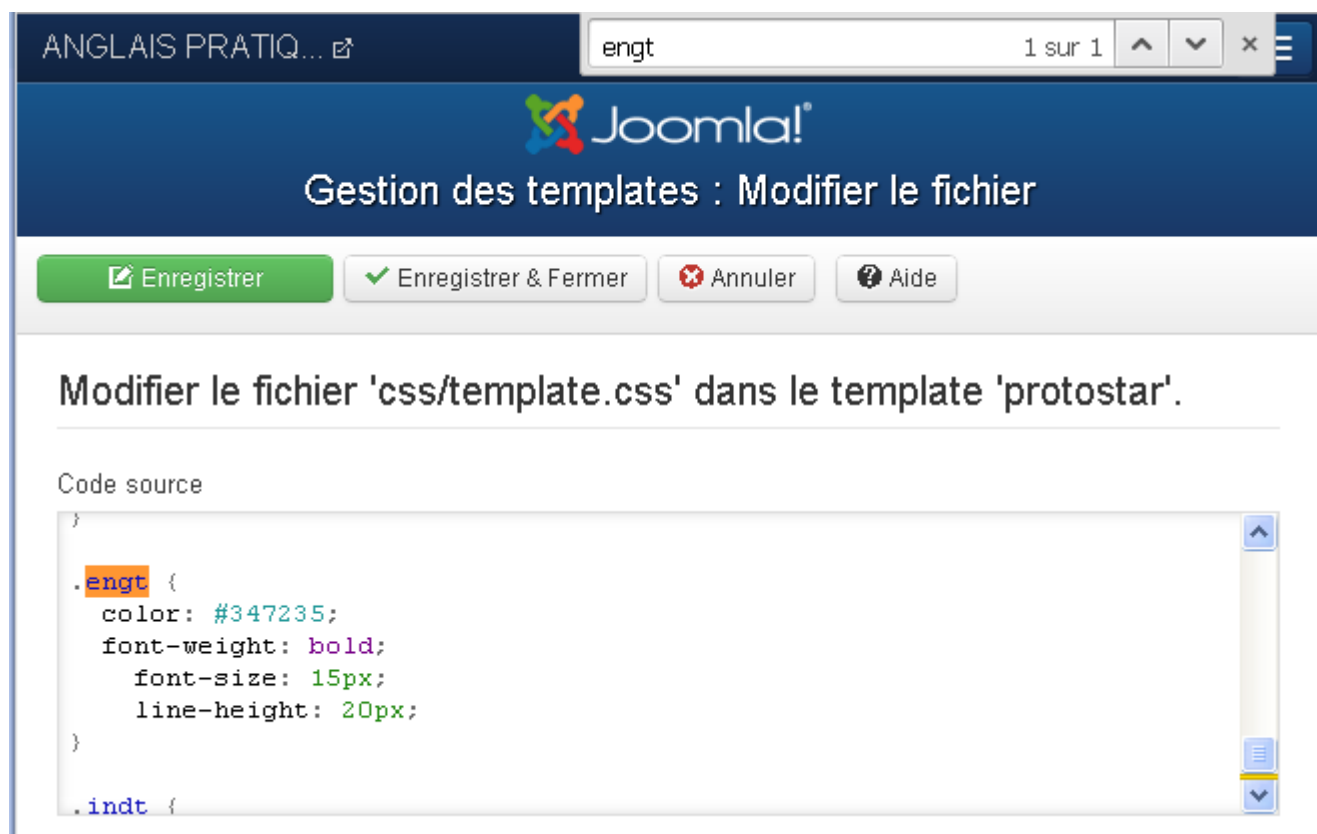 ANGLAIS PRATIQ...
engt 1 sur 1
Joomla!®
Gestion des templates : Modifier le fichier
Enregistrer Enregistrer & Fermer Annuler Aide
Modifier le fichier 'css/template.css' dans le template 'protostar'.
Code source
}
.engt {
color: #347235;
font-weight: bold;
font-size: 15px;
line-height: 20px;
}
.indt {